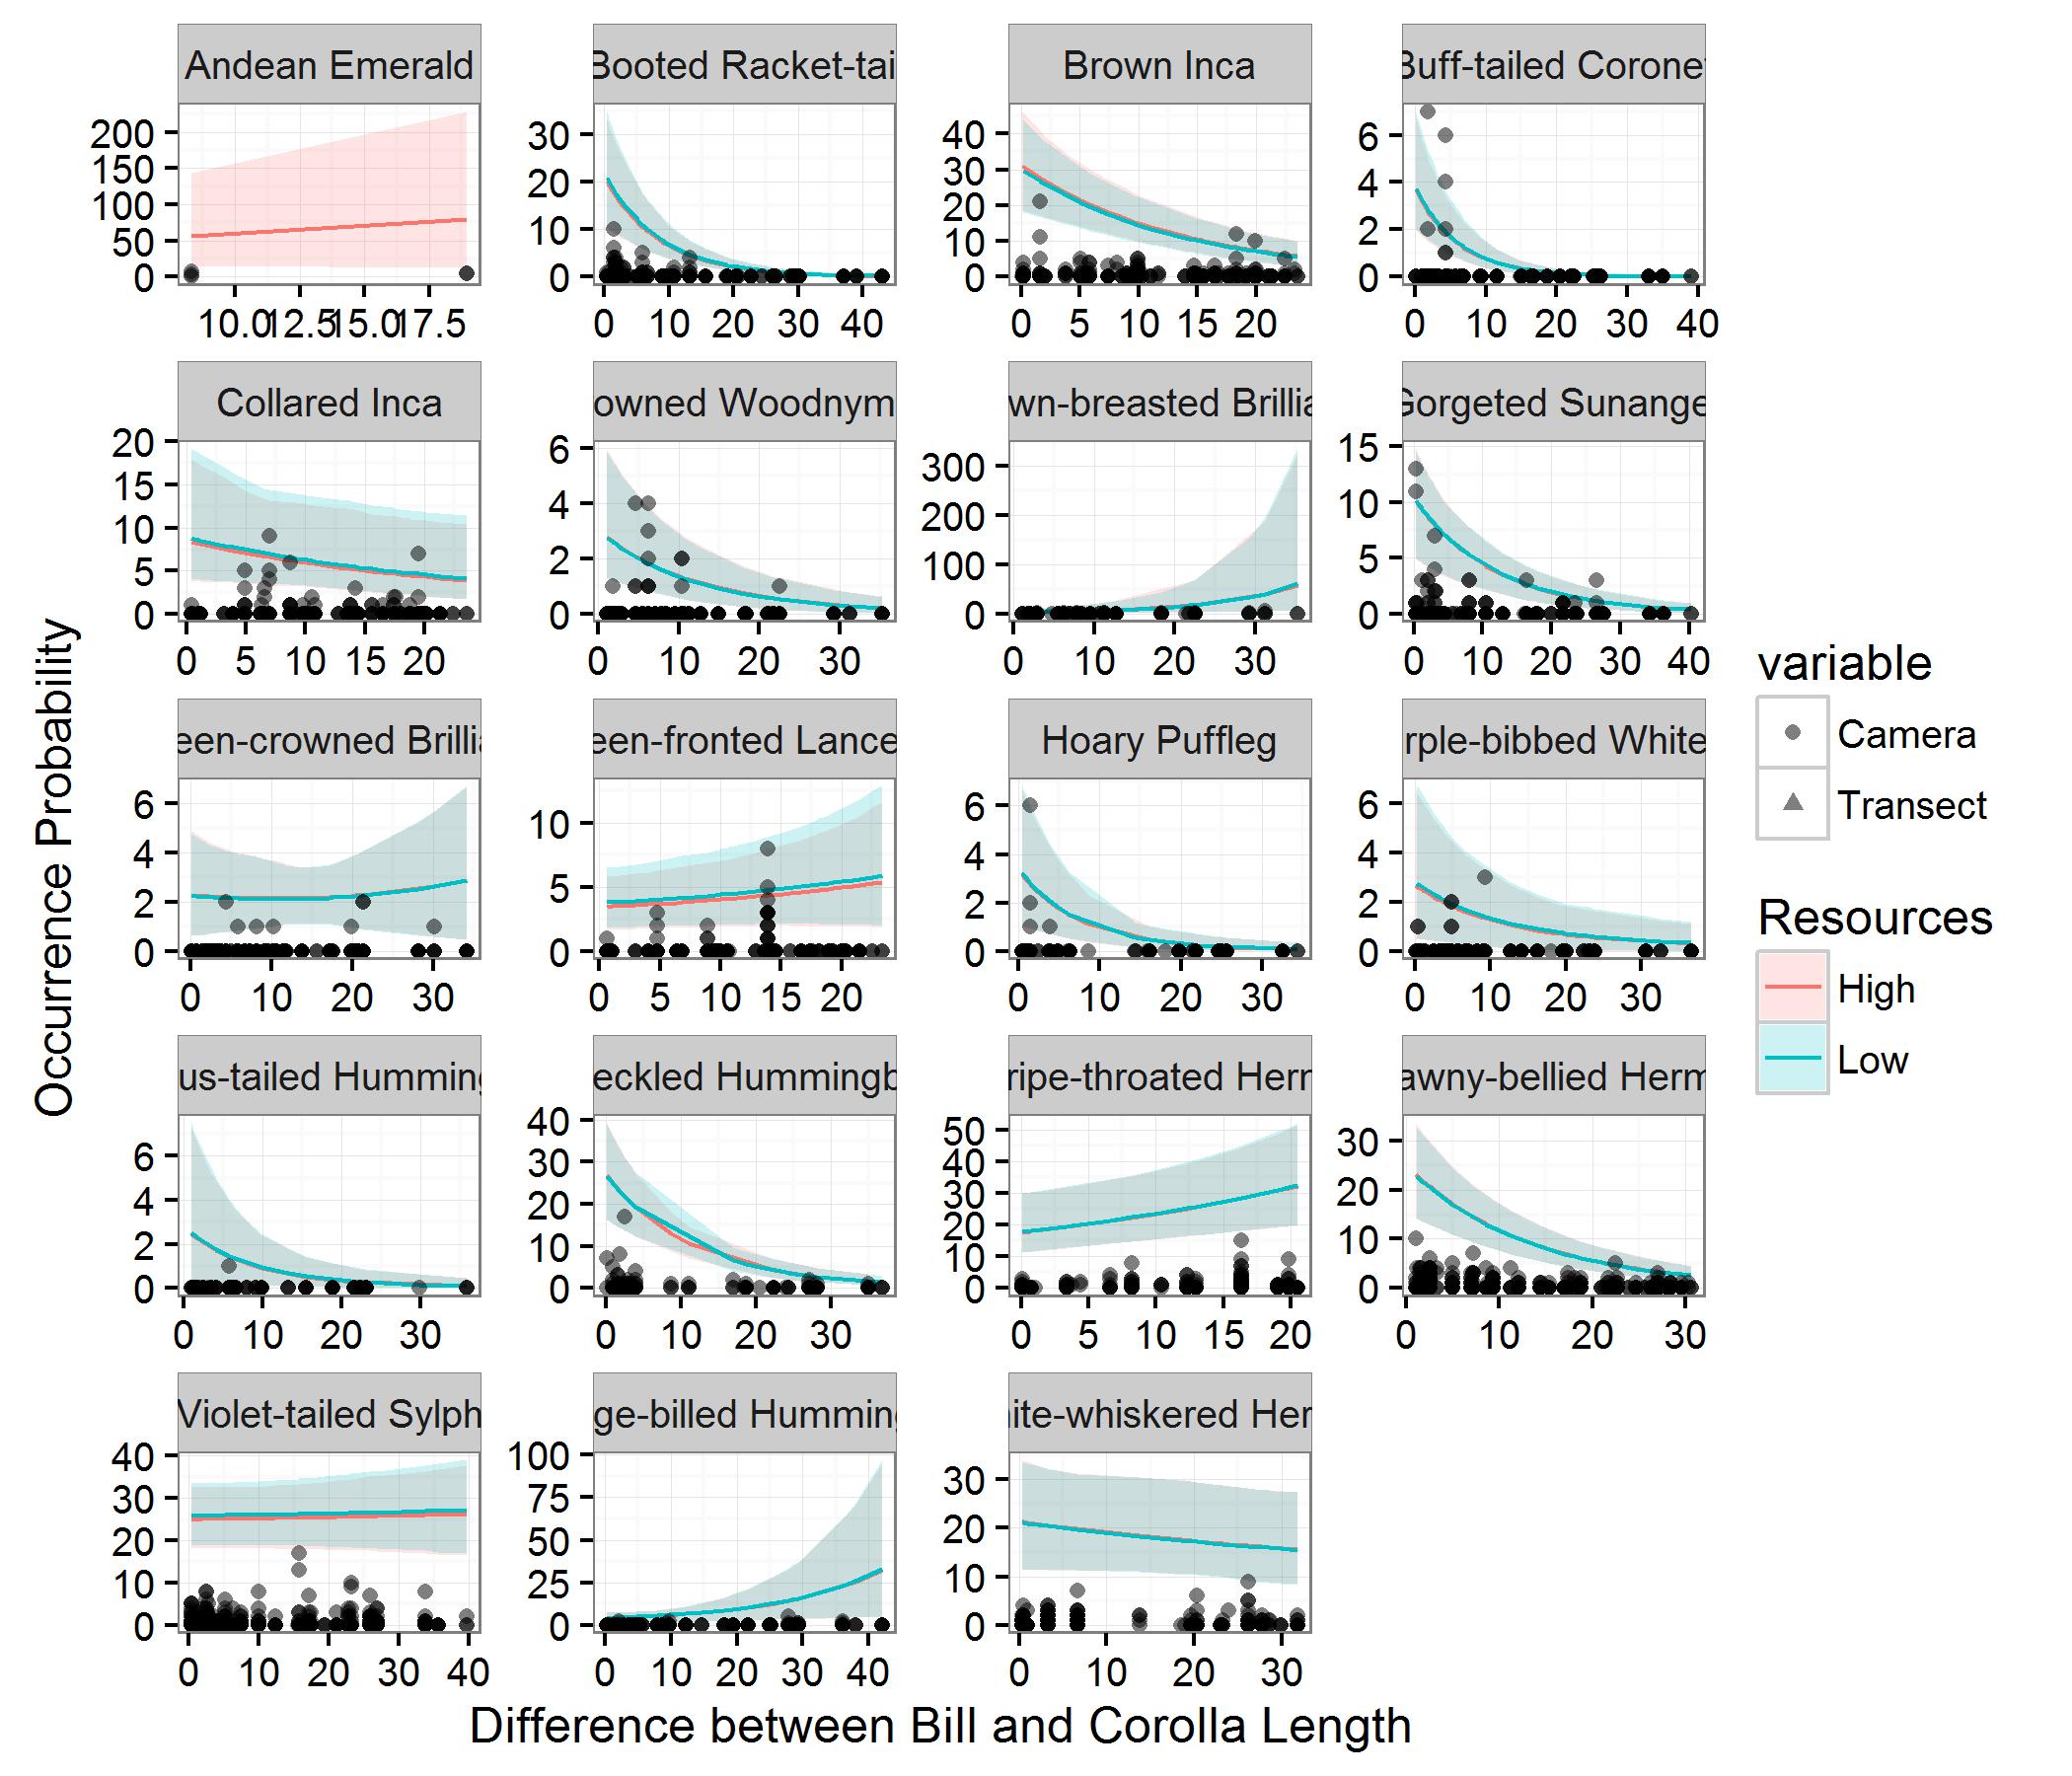 Andean Emerald
Booted Racket-tai
Brown Inca
Buff-tailed Coronet
200
150
100
50
0
10.0 12.5 15.0 17.5
30
20
10
0
0 10 20 30 40
40
30
20
10
0
0 5 10 15 20
6
4
2
0
0 10 20 30 40
Collared Inca
owned Woodnym
wn-breasted Brillia
Gorgeted Sunange
20
15
10
5
0
0 5 10 15 20
6
4
2
0
0 10 20 30
300
200
100
0
0 10 20 30
15
10
5
0
0 10 20 30 40
een-crowned Brillia
een-fronted Lance
Hoary Puffleg
rple-bibbed White
6
4
2
0
0 10 20 30
10
5
0
0 5 10 15 20
6
4
2
0
0 10 20 30
6
4
2
0
0 10 20 30
us-tailed Humming
eckled Hummingb
ripe-throated Herm
awny-bellied Herm
6
4
2
0
0 10 20 30
40
30
20
10
0
0 10 20 30
50
40
30
20
10
0
0 5 10 15 20
30
20
10
0
0 10 20 30
Violet-tailed Sylph
ge-billed Humming
ite-whiskered Her
40
30
20
10
0
0 10 20 30 40
100
75
50
25
0
0 10 20 30 40
30
20
10
0
0 10 20 30
Occurrence Probability
Difference between Bill and Corolla Length
variable
Camera
Transect
Resources
High
Low